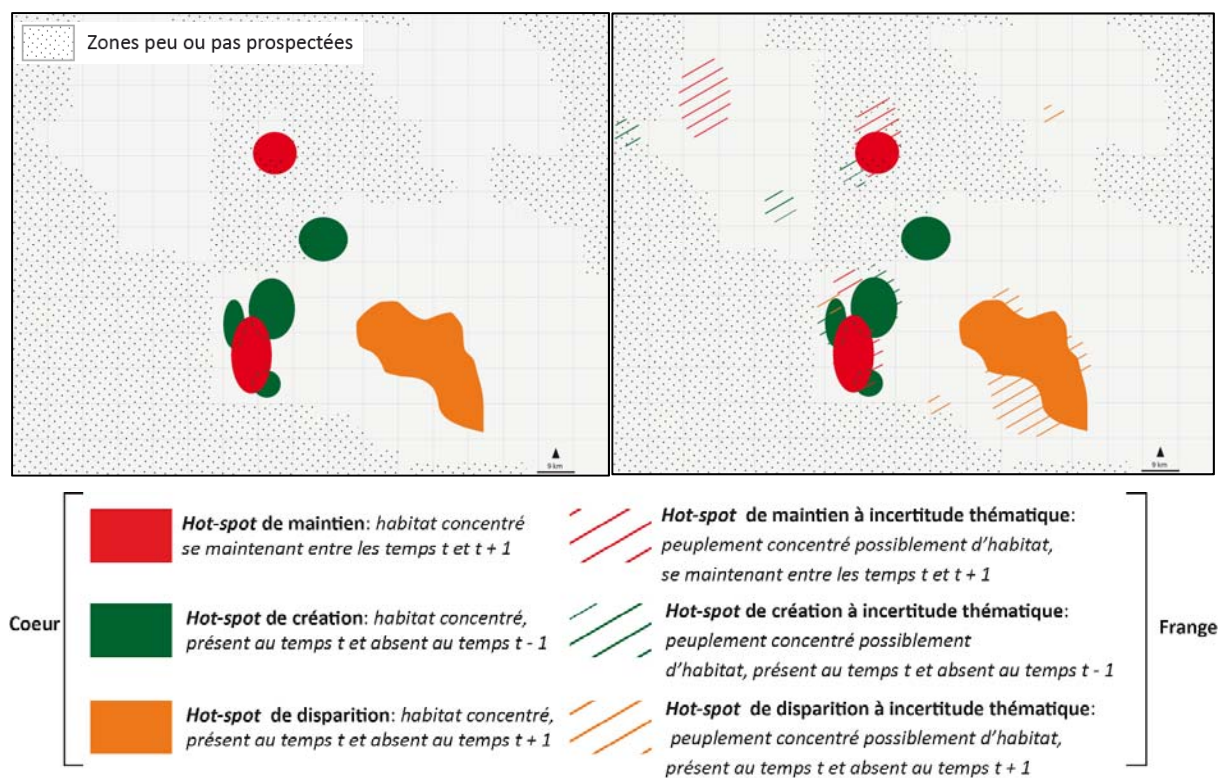 Zones peu ou pas prospectées
9 km
9 km
Coeur
Hot-spot de maintien: habitat concentré
se maintenant entre les temps t et t + 1
Hot-spot de création: habitat concentré,
présent au temps t et absent au temps t - 1
Hot-spot de disparition: habitat concentré,
présent au temps t et absent au temps t + 1
Hot-spot de maintien à incertitude thématique:
peuplement concentré possiblement d'habitat,
se maintenant entre les temps t et t + 1
Hot-spot de création à incertitude thématique:
peuplement concentré possiblement
d'habitat, présent au temps t et absent au temps t - 1
Hot-spot de disparition à incertitude thématique:
peuplement concentré possiblement d'habitat,
présent au temps t et absent au temps t + 1
Frange